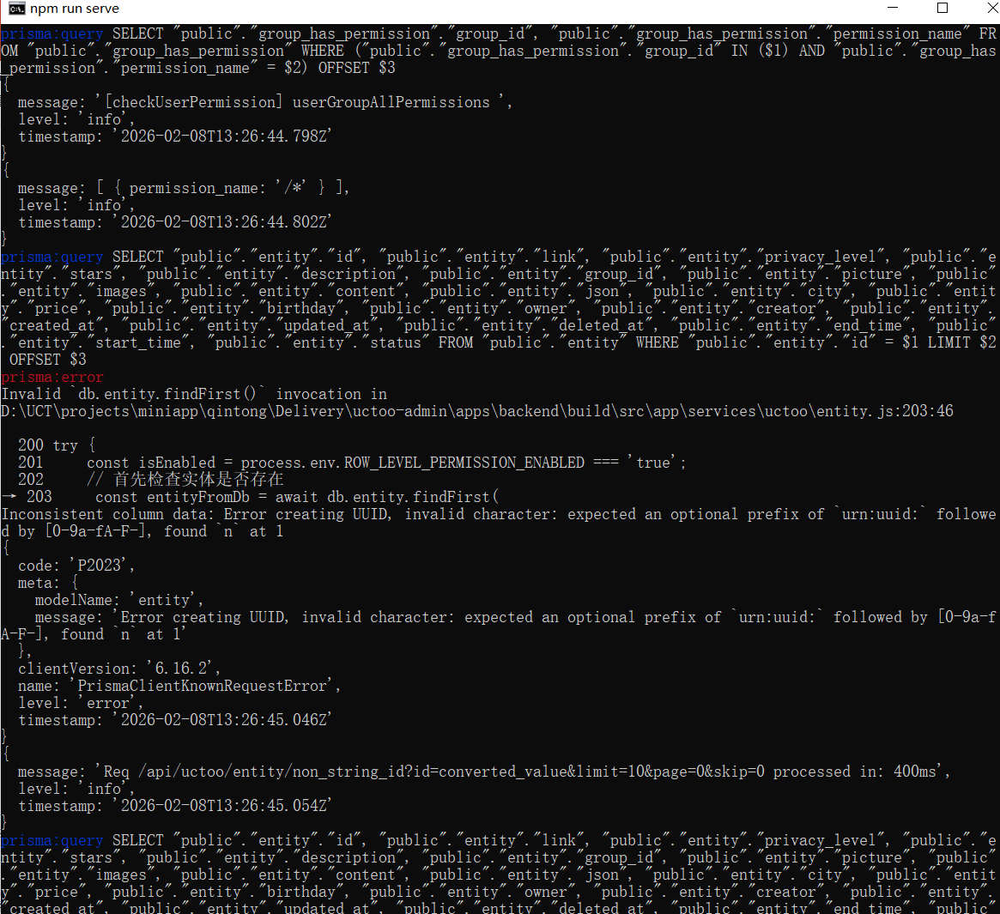 npm run serve
prisma:query SELECT "public"."group_has_permission"."group_id", "public"."group_has_permission"."permission_name" FR
OM "public"."group_has_permission" WHERE ("public"."group_has_permission"."group_id" IN ($1) AND "public"."group_has
_permission"."permission_name" = $2) OFFSET $3
{
  message: '[checkUserPermission] userGroupAllPermissions ',
  level: 'info',
  timestamp: '2026-02-08T13:26:44.798Z'
}
{
  message: [ { permission_name: '/*' } ],
  level: 'info',
  timestamp: '2026-02-08T13:26:44.802Z'
}
prisma:query SELECT "public"."entity"."id", "public"."entity"."link", "public"."entity"."privacy_level", "public"."e
ntity"."stars", "public"."entity"."description", "public"."entity"."group_id", "public"."entity"."picture", "public"
."entity"."images", "public"."entity"."content", "public"."entity"."json", "public"."entity"."city", "public"."entit
y"."price", "public"."entity"."birthday", "public"."entity"."owner", "public"."entity"."creator", "public"."entity".
"created_at", "public"."entity"."updated_at", "public"."entity"."deleted_at", "public"."entity"."end_time", "public"
."entity"."start_time", "public"."entity"."status" FROM "public"."entity" WHERE "public"."entity"."id" = $1 LIMIT $2
 OFFSET $3
prisma:error
Invalid `db.entity.findFirst()` invocation in
D:\UCT\projects\miniapp\qintong\Delivery\uctoo-admin\apps\backend\build\src\app\services\uctoo\entity.js:203:46

  200 try {
  201     const isEnabled = process.env.ROW_LEVEL_PERMISSION_ENABLED === 'true';
  202     // 首先检查实体是否存在
→ 203     const entityFromDb = await db.entity.findFirst(
Inconsistent column data: Error creating UUID, invalid character: expected an optional prefix of `urn:uuid:` followe
d by [0-9a-fA-F-], found `n` at 1
{
  code: 'P2023',
  meta: {
    modelName: 'entity',
    message: 'Error creating UUID, invalid character: expected an optional prefix of `urn:uuid:` followed by [0-9a-f
A-F-], found `n` at 1'
  },
  clientVersion: '6.16.2',
  name: 'PrismaClientKnownRequestError',
  level: 'error',
  timestamp: '2026-02-08T13:26:45.046Z'
}
{
  message: 'Req /api/uctoo/entity/non_string_id?id=converted_value&limit=10&page=0&skip=0 processed in: 400ms',
  level: 'info',
  timestamp: '2026-02-08T13:26:45.054Z'
}
prisma:query SELECT "public"."entity"."id", "public"."entity"."link", "public"."entity"."privacy_level", "public"."e
ntity"."stars", "public"."entity"."description", "public"."entity"."group_id", "public"."entity"."picture", "public"
."entity"."images", "public"."entity"."content", "public"."entity"."json", "public"."entity"."city", "public"."entit
y"."price", "public"."entity"."birthday", "public"."entity"."owner", "public"."entity"."creator", "public"."entity".
"created_at", "public"."entity"."updated_at", "public"."entity"."deleted_at", "public"."entity"."end_time", "public"